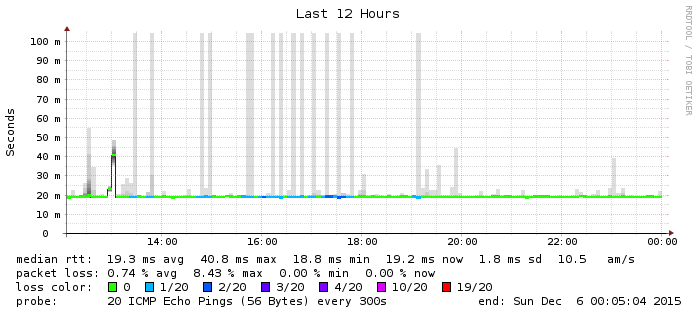 Last 12 Hours
RRDTOOL / TOBI OETIKER
Seconds
100 m
90 m
80 m
70 m
60 m
50 m
40 m
30 m
20 m
10 m
0
14:00 16:00 18:00 20:00 22:00 00:00
median rtt: 19.3 ms avg 40.8 ms max 18.8 ms min 19.2 ms now 1.8 ms sd 10.5 am/s
packet loss: 0.74 % avg 8.43 % max 0.00 % min 0.00 % now
loss color: 0 1/20 2/20 3/20 4/20 10/20 19/20
probe: 20 ICMP Echo Pings (56 Bytes) every 300s end: Sun Dec 6 00:05:04 2015